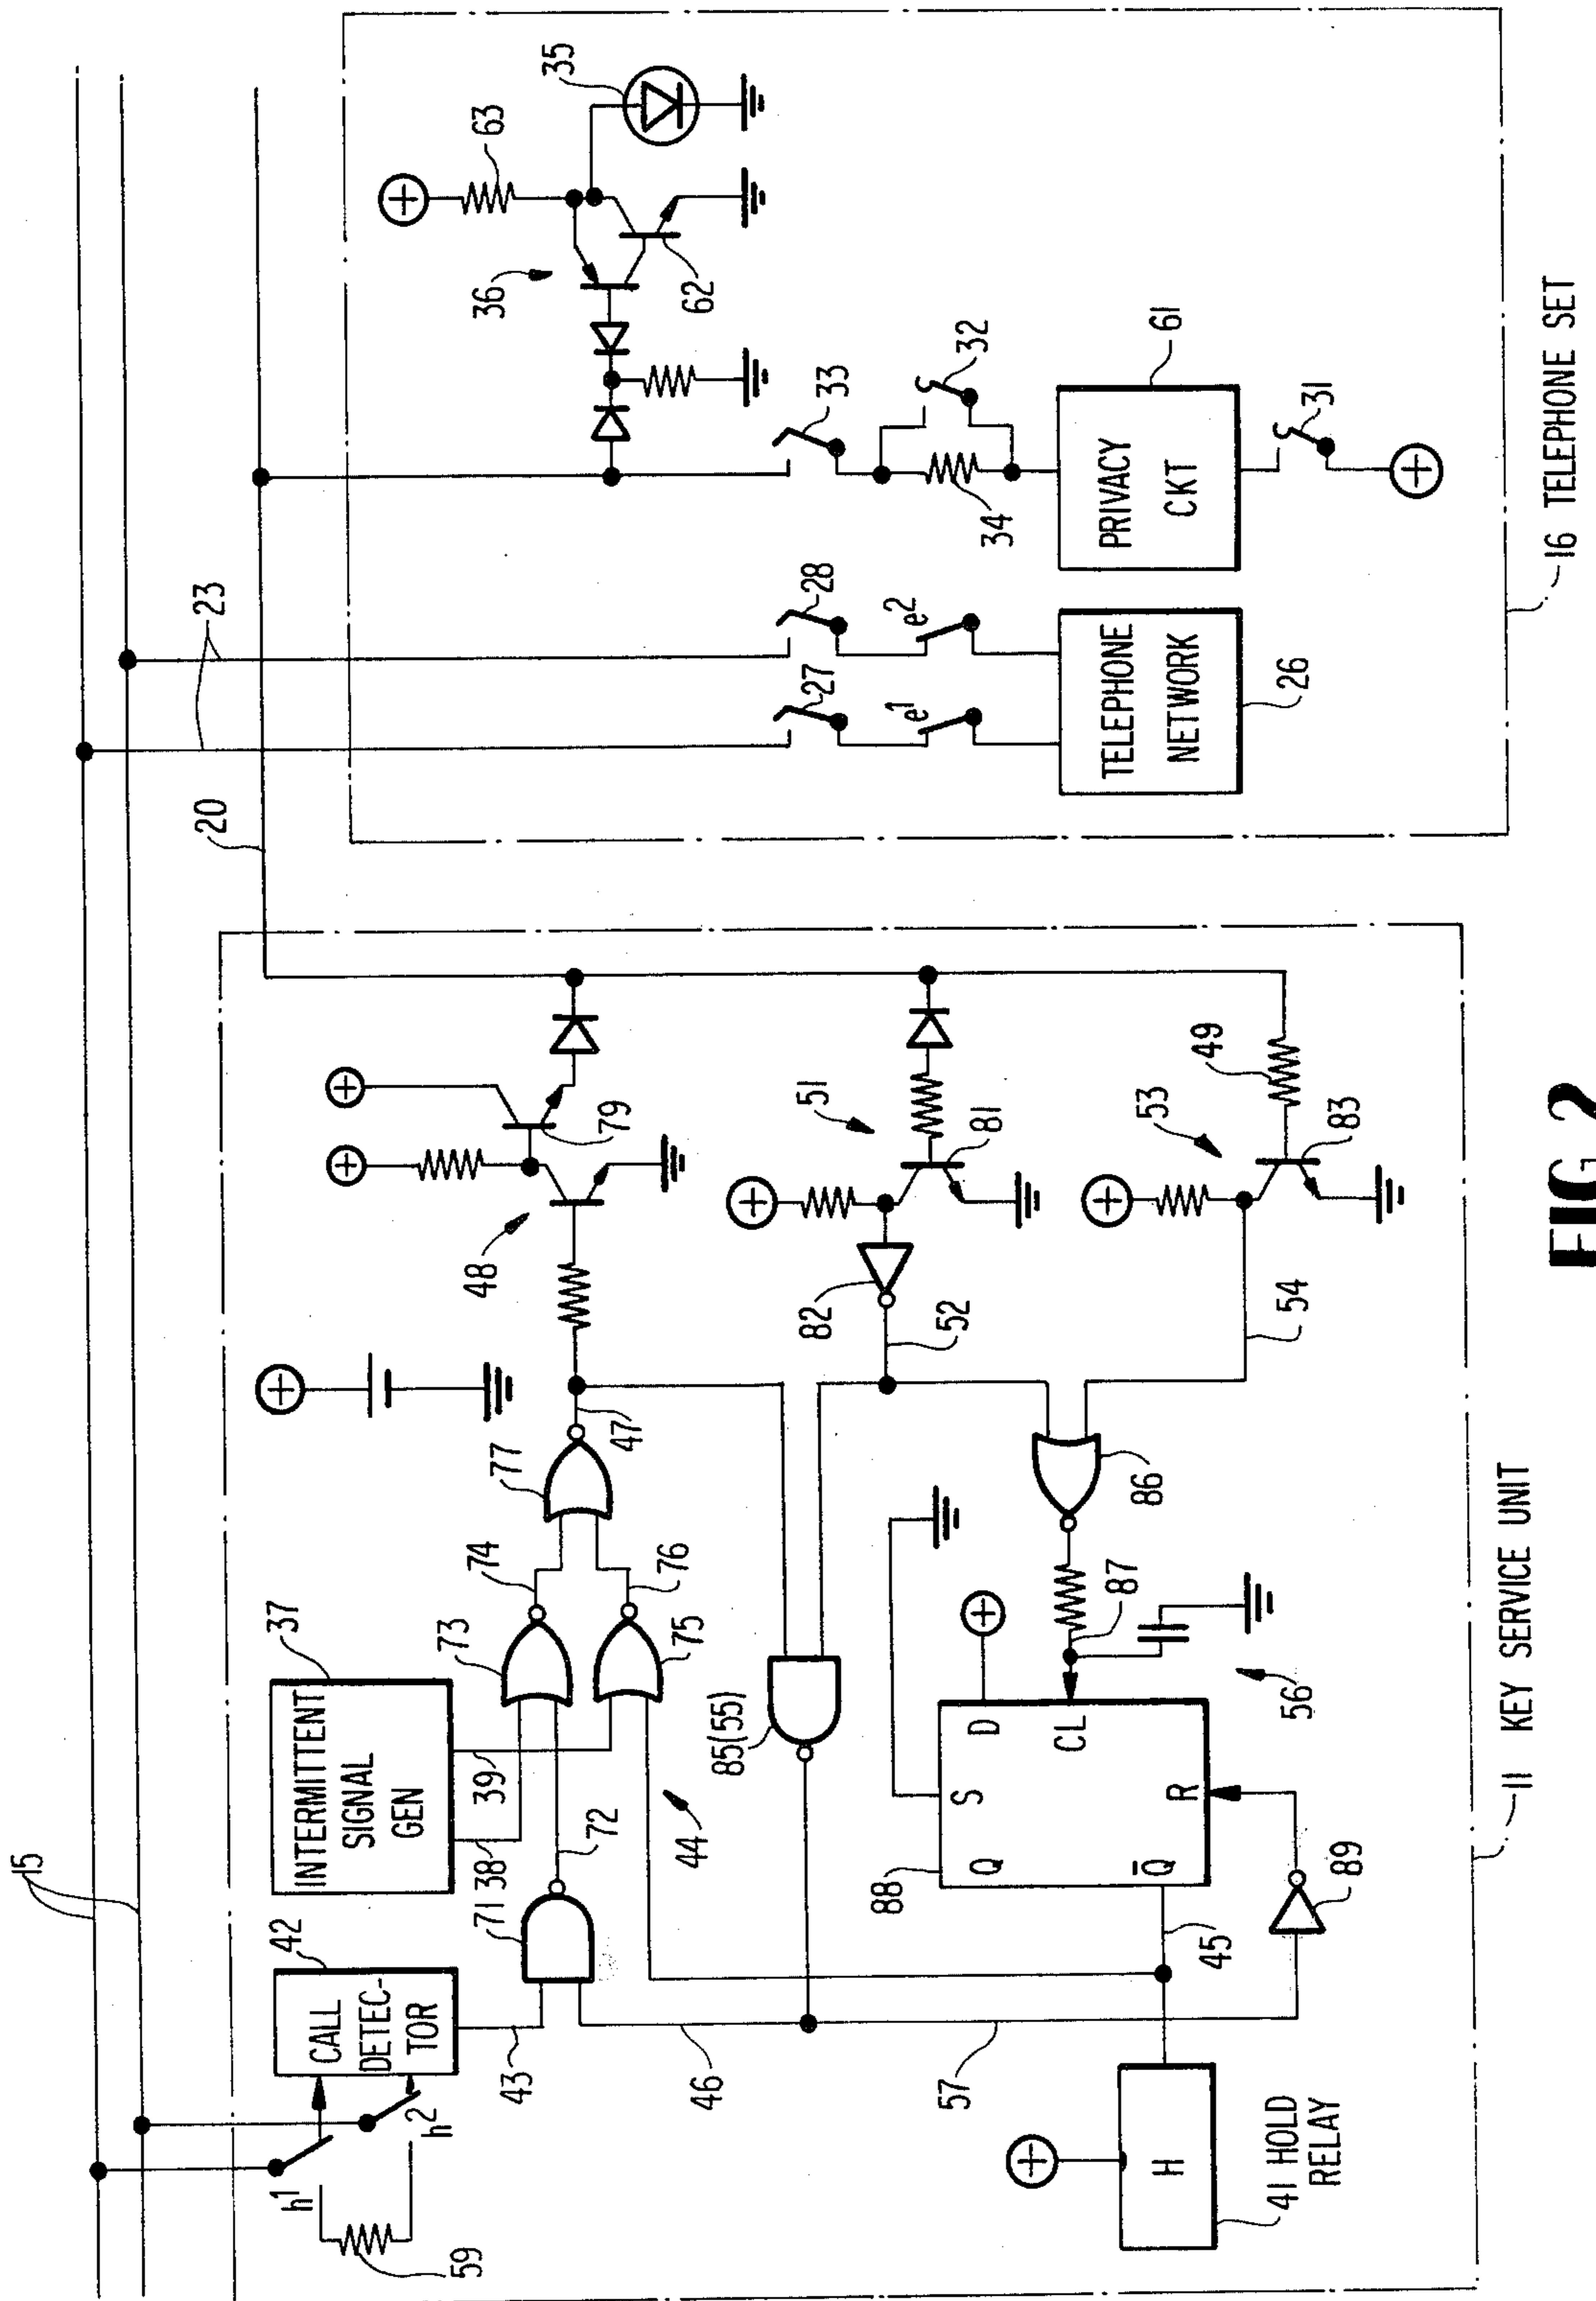 15
23
20
42
CALL
DETEC-
TOR
43
h1
h2
59
37
INTERMITTENT
SIGNAL
GEN
38
39
71
72
73
74
75
76
77
44
47
48
79
46
85(55)
51
81
82
52
53
83
49
54
86
87
56
88
S
D
Q
CL
Q̅
R
45
89
57
H
41 HOLD
RELAY
11 KEY SERVICE UNIT
35
63
36
62
33
32
34
61
PRIVACY
CKT
31
28
27
e1
e2
TELEPHONE
NETWORK
26
16 TELEPHONE SET
FIG 2